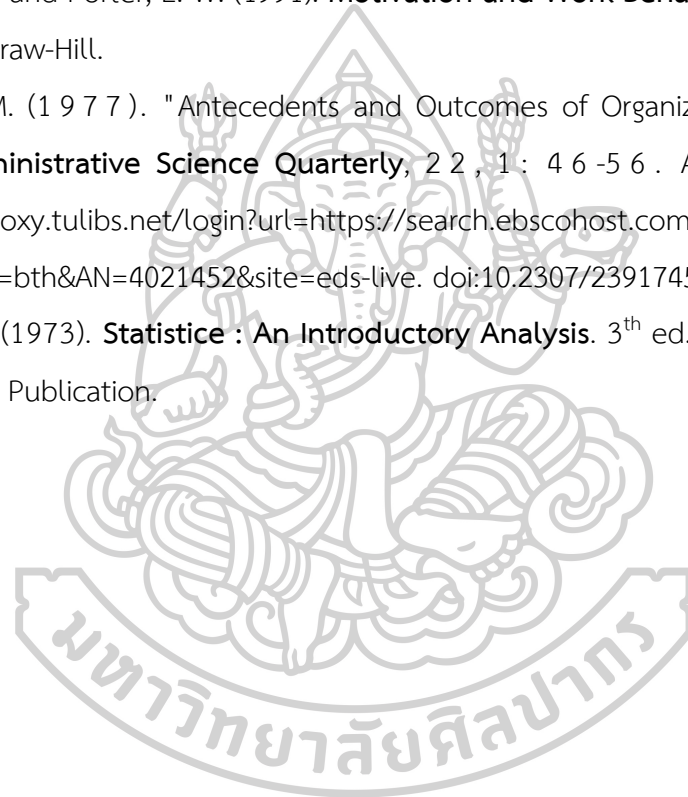 and Porter, L. W. (1991). Motivation and Work Beha
raw-Hill.
M. (1977). "Antecedents and Outcomes of Organiz
ministrative Science Quarterly, 22, 1: 46-56. A
oxy.tulibs.net/login?url=https://search.ebscohost.com
=bth&AN=4021452&site=eds-live. doi:10.2307/2391745
(1973). Statistice : An Introductory Analysis. 3th ed.
Publication.
มหาวิทยาลัยศิลปากร